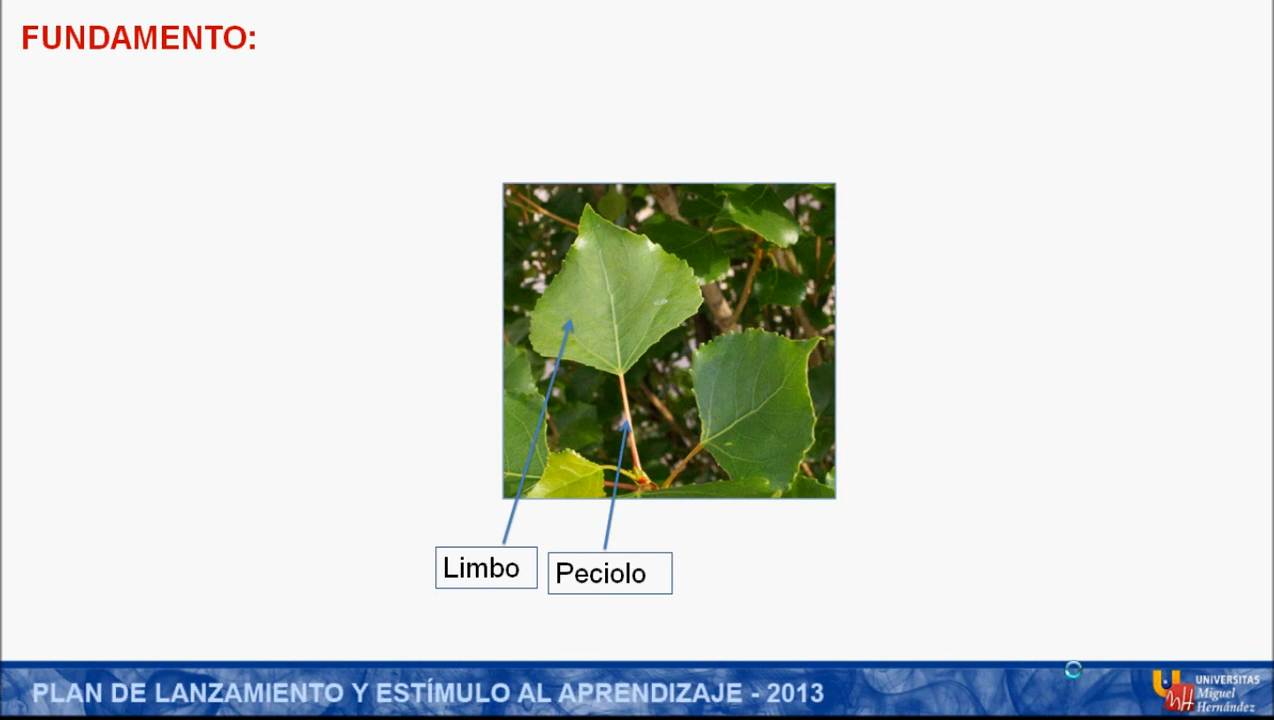 FUNDAMENTO:
Limbo
Peciolo
PLAN DE LANZAMIENTO Y ESTÍMULO AL APRENDIZAJE - 2013
UNIVERSITAS
Miguel
Hernández